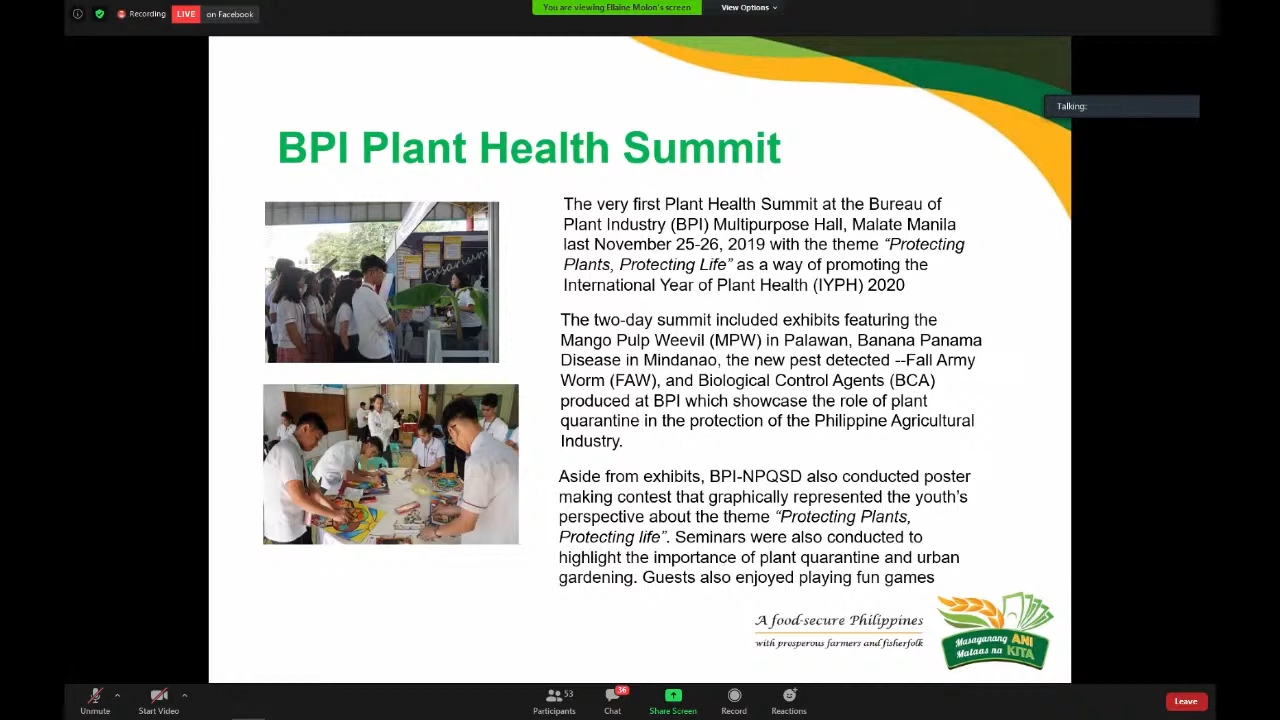 Recording
LIVE
on Facebook
You are viewing Ellaine Molon's screen
View Options
Talking:
BPI Plant Health Summit
Fusarium
The very first Plant Health Summit at the Bureau of
Plant Industry (BPI) Multipurpose Hall, Malate Manila
last November 25-26, 2019 with the theme “Protecting
Plants, Protecting Life” as a way of promoting the
International Year of Plant Health (IYPH) 2020
The two-day summit included exhibits featuring the
Mango Pulp Weevil (MPW) in Palawan, Banana Panama
Disease in Mindanao, the new pest detected --Fall Army
Worm (FAW), and Biological Control Agents (BCA)
produced at BPI which showcase the role of plant
quarantine in the protection of the Philippine Agricultural
Industry.
Aside from exhibits, BPI-NPQSD also conducted poster
making contest that graphically represented the youth’s
perspective about the theme “Protecting Plants,
Protecting life”. Seminars were also conducted to
highlight the importance of plant quarantine and urban
gardening. Guests also enjoyed playing fun games
A food-secure Philippines
with prosperous farmers and fisherfolk
Masaganang ANI
Mataas na KITA
Unmute
Start Video
53
Participants
36
Chat
Share Screen
Record
Reactions
Leave